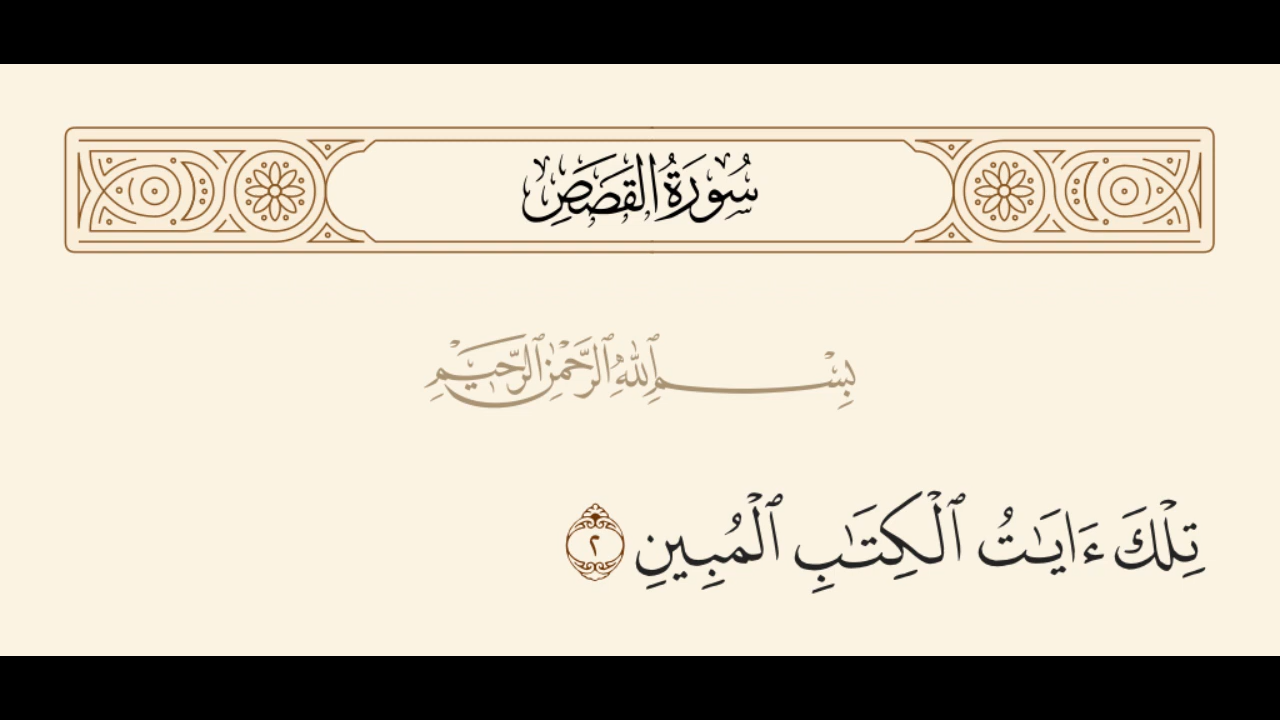 سُورَةُ القَصَصِ
بِسْمِ ٱللَّهِ ٱلرَّحْمَٰنِ ٱلرَّحِيمِ
تِلْكَ ءَايَٰتُ ٱلْكِتَٰبِ ٱلْمُبِينِ ٢